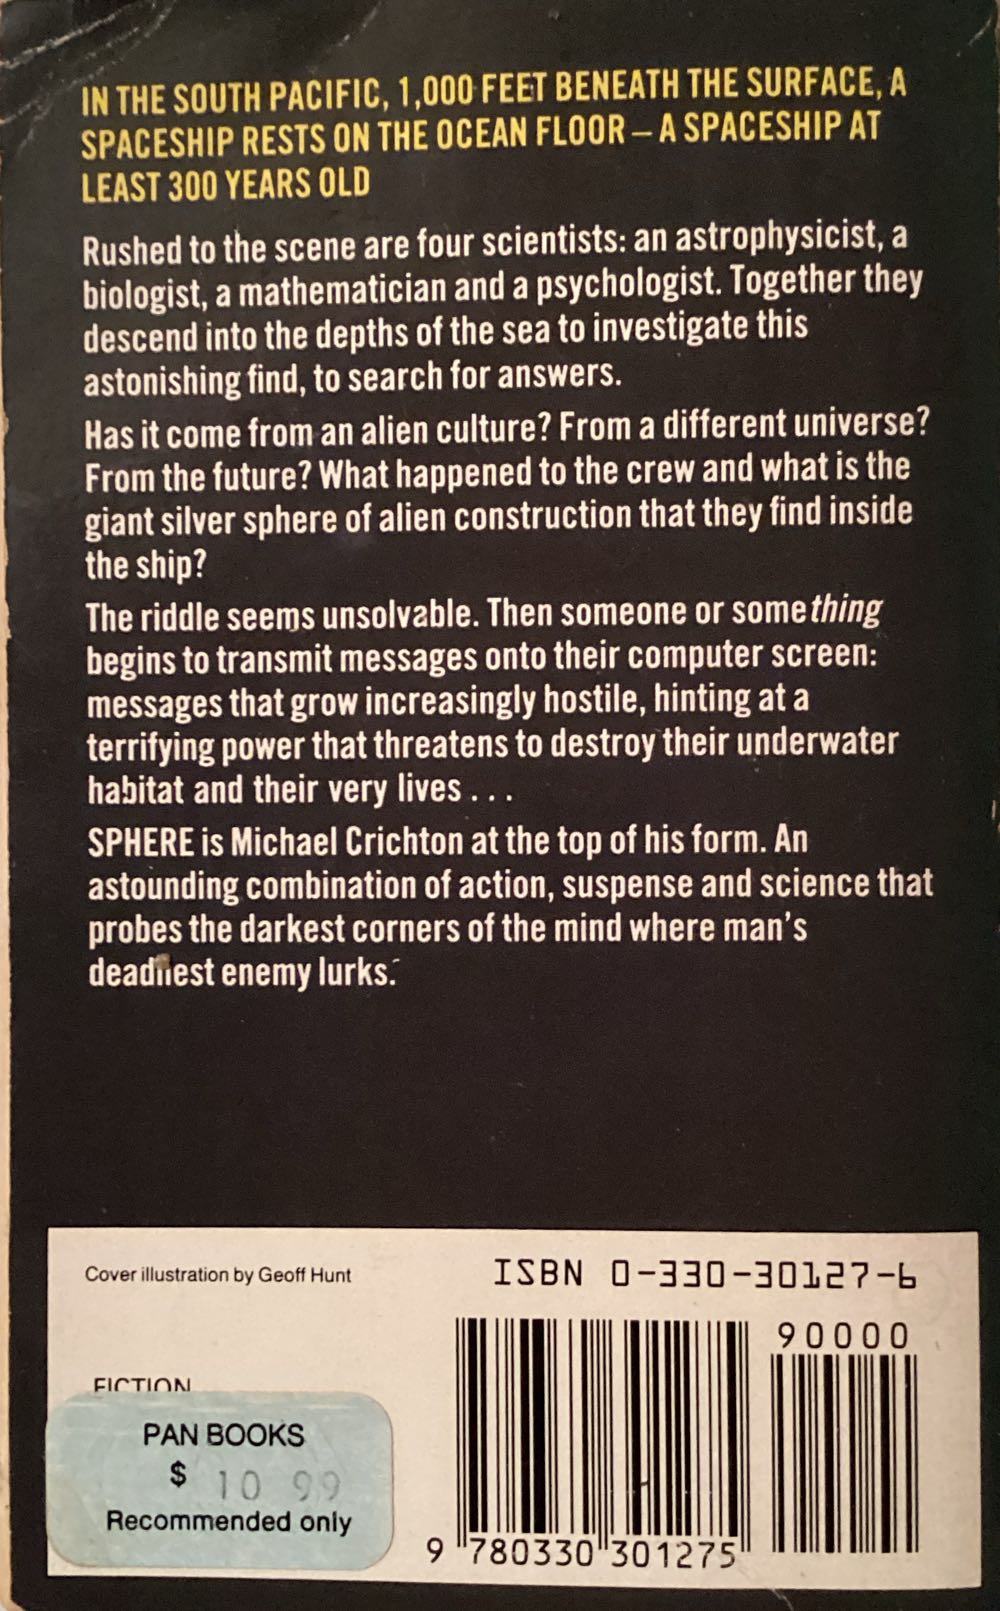 IN THE SOUTH PACIFIC, 1,000 FEET BENEATH THE SURFACE, A
SPACESHIP RESTS ON THE OCEAN FLOOR – A SPACESHIP AT
LEAST 300 YEARS OLD
Rushed to the scene are four scientists: an astrophysicist, a
biologist, a mathematician and a psychologist. Together they
descend into the depths of the sea to investigate this
astonishing find, to search for answers.
Has it come from an alien culture? From a different universe?
From the future? What happened to the crew and what is the
giant silver sphere of alien construction that they find inside
the ship?
The riddle seems unsolvable. Then someone or something
begins to transmit messages onto their computer screen:
messages that grow increasingly hostile, hinting at a
terrifying power that threatens to destroy their underwater
habitat and their very lives . . .
SPHERE is Michael Crichton at the top of his form. An
astounding combination of action, suspense and science that
probes the darkest corners of the mind where man's
deadliest enemy lurks.
Cover illustration by Geoff Hunt
ISBN 0-330-30127-6
90000
FICTION
PAN BOOKS
$ 10 99
Recommended only
9 780330 301275